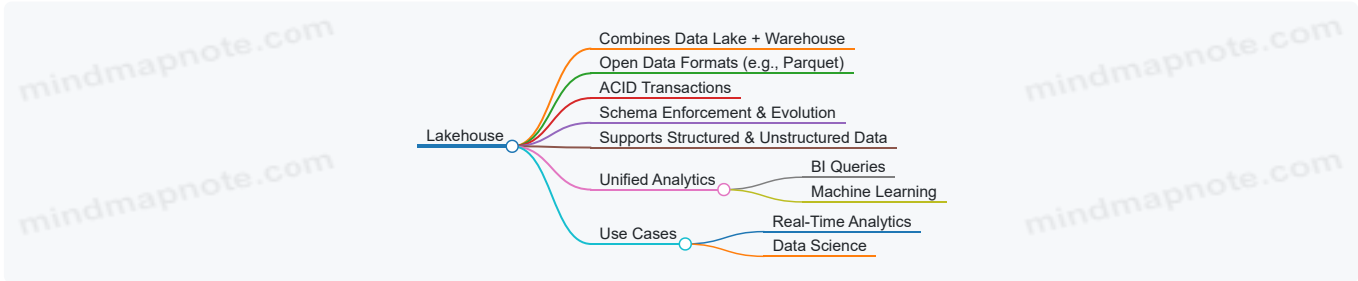 mindmapnote.com
mindmapnote.com
Combines Data Lake + Warehouse
Open Data Formats (e.g., Parquet)
ACID Transactions
Schema Enforcement & Evolution
Lakehouse
Supports Structured & Unstructured Data
Unified Analytics
BI Queries
Machine Learning
Use Cases
Real-Time Analytics
Data Science
mindmapnote.com
mindmapnote.com